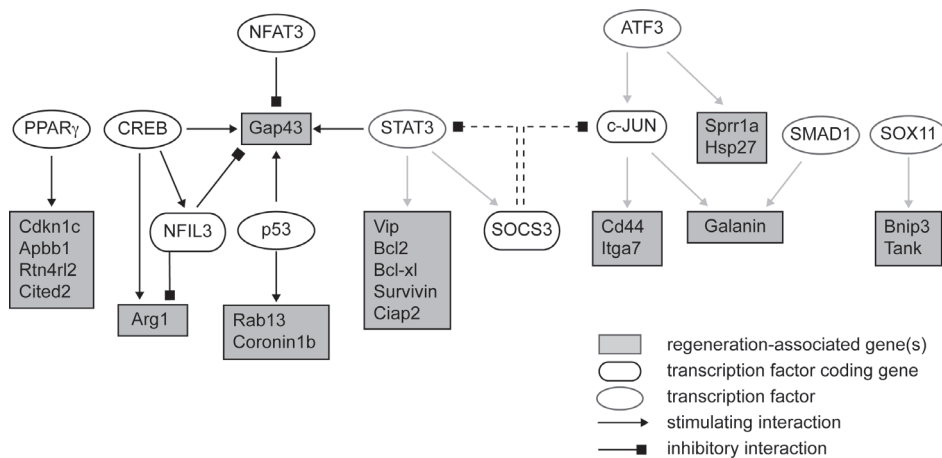 NFAT3
ATF3
PPARγ
CREB
Gap43
STAT3
c-JUN
Sprr1a
Hsp27
SMAD1
SOX11
Cdkn1c
Apbb1
Rtn4rl2
Cited2
NFIL3
p53
Vip
Bcl2
Bcl-xl
Survivin
Ciap2
SOCS3
Cd44
Itga7
Galanin
Bnip3
Tank
Arg1
Rab13
Coronin1b
regeneration-associated gene(s)
transcription factor coding gene
transcription factor
stimulating interaction
inhibitory interaction